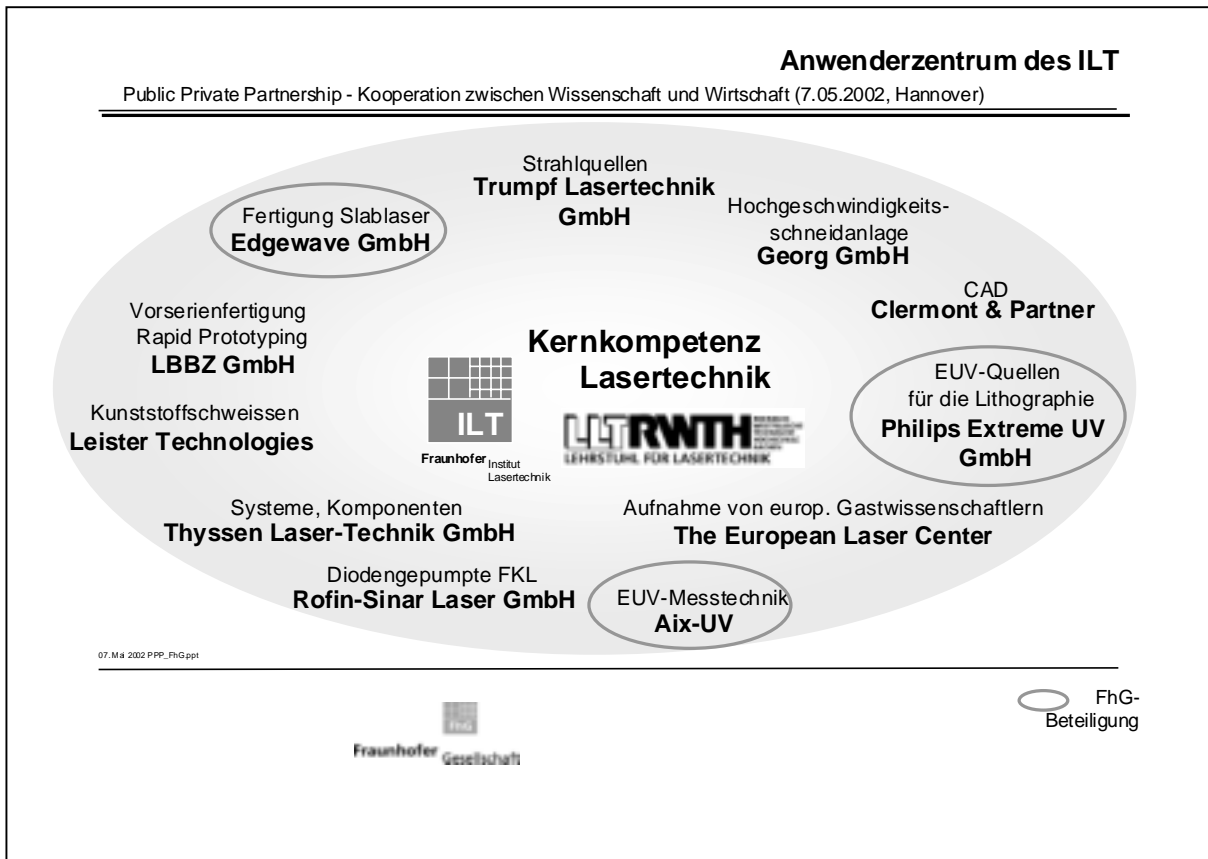 Anwenderzentrum des ILT
Public Private Partnership - Kooperation zwischen Wissenschaft und Wirtschaft (7.05.2002, Hannover)
Strahlquellen
Trumpf Lasertechnik
GmbH
Fertigung Slablaser
Edgewave GmbH
Hochgeschwindigkeits-
schneidanlage
Georg GmbH
Vorserienfertigung
Rapid Prototyping
LBBZ GmbH
CAD
Clermont & Partner
Kernkompetenz
Lasertechnik
ILT
Fraunhofer Institut
Lasertechnik
LLTRWTH
LEHRSTUHL FÜR LASERTECHNIK
EUV-Quellen
für die Lithographie
Philips Extreme UV
GmbH
Kunststoffschweissen
Leister Technologies
Systeme, Komponenten
Thyssen Laser-Technik GmbH
Aufnahme von europ. Gastwissenschaftlern
The European Laser Center
Diodengepumpte FKL
Rofin-Sinar Laser GmbH
EUV-Messtechnik
Aix-UV
07. Mai 2002 PPP_FhG.ppt
FhG-
Beteiligung
FhG
Fraunhofer Gesellschaft